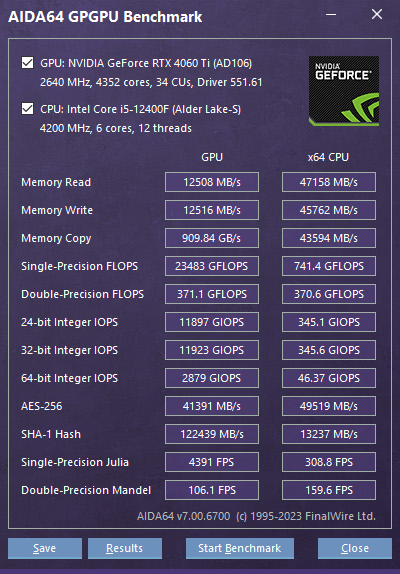 AIDA64 GPGPU Benchmark
GPU: NVIDIA GeForce RTX 4060 Ti (AD106)
2640 MHz, 4352 cores, 34 CUs, Driver 551.61
CPU: Intel Core i5-12400F (Alder Lake-S)
4200 MHz, 6 cores, 12 threads
NVIDIA
GEFORCE
GPU x64 CPU
Memory Read 12508 MB/s 47158 MB/s
Memory Write 12516 MB/s 45762 MB/s
Memory Copy 909.84 GB/s 43594 MB/s
Single-Precision FLOPS 23483 GFLOPS 741.4 GFLOPS
Double-Precision FLOPS 371.1 GFLOPS 370.6 GFLOPS
24-bit Integer IOPS 11897 GIOPS 345.1 GIOPS
32-bit Integer IOPS 11923 GIOPS 345.6 GIOPS
64-bit Integer IOPS 2879 GIOPS 46.37 GIOPS
AES-256 41391 MB/s 49519 MB/s
SHA-1 Hash 122439 MB/s 13237 MB/s
Single-Precision Julia 4391 FPS 308.8 FPS
Double-Precision Mandel 106.1 FPS 159.6 FPS
AIDA64 v7.00.6700 (c) 1995-2023 FinalWire Ltd.
Save Results Start Benchmark Close